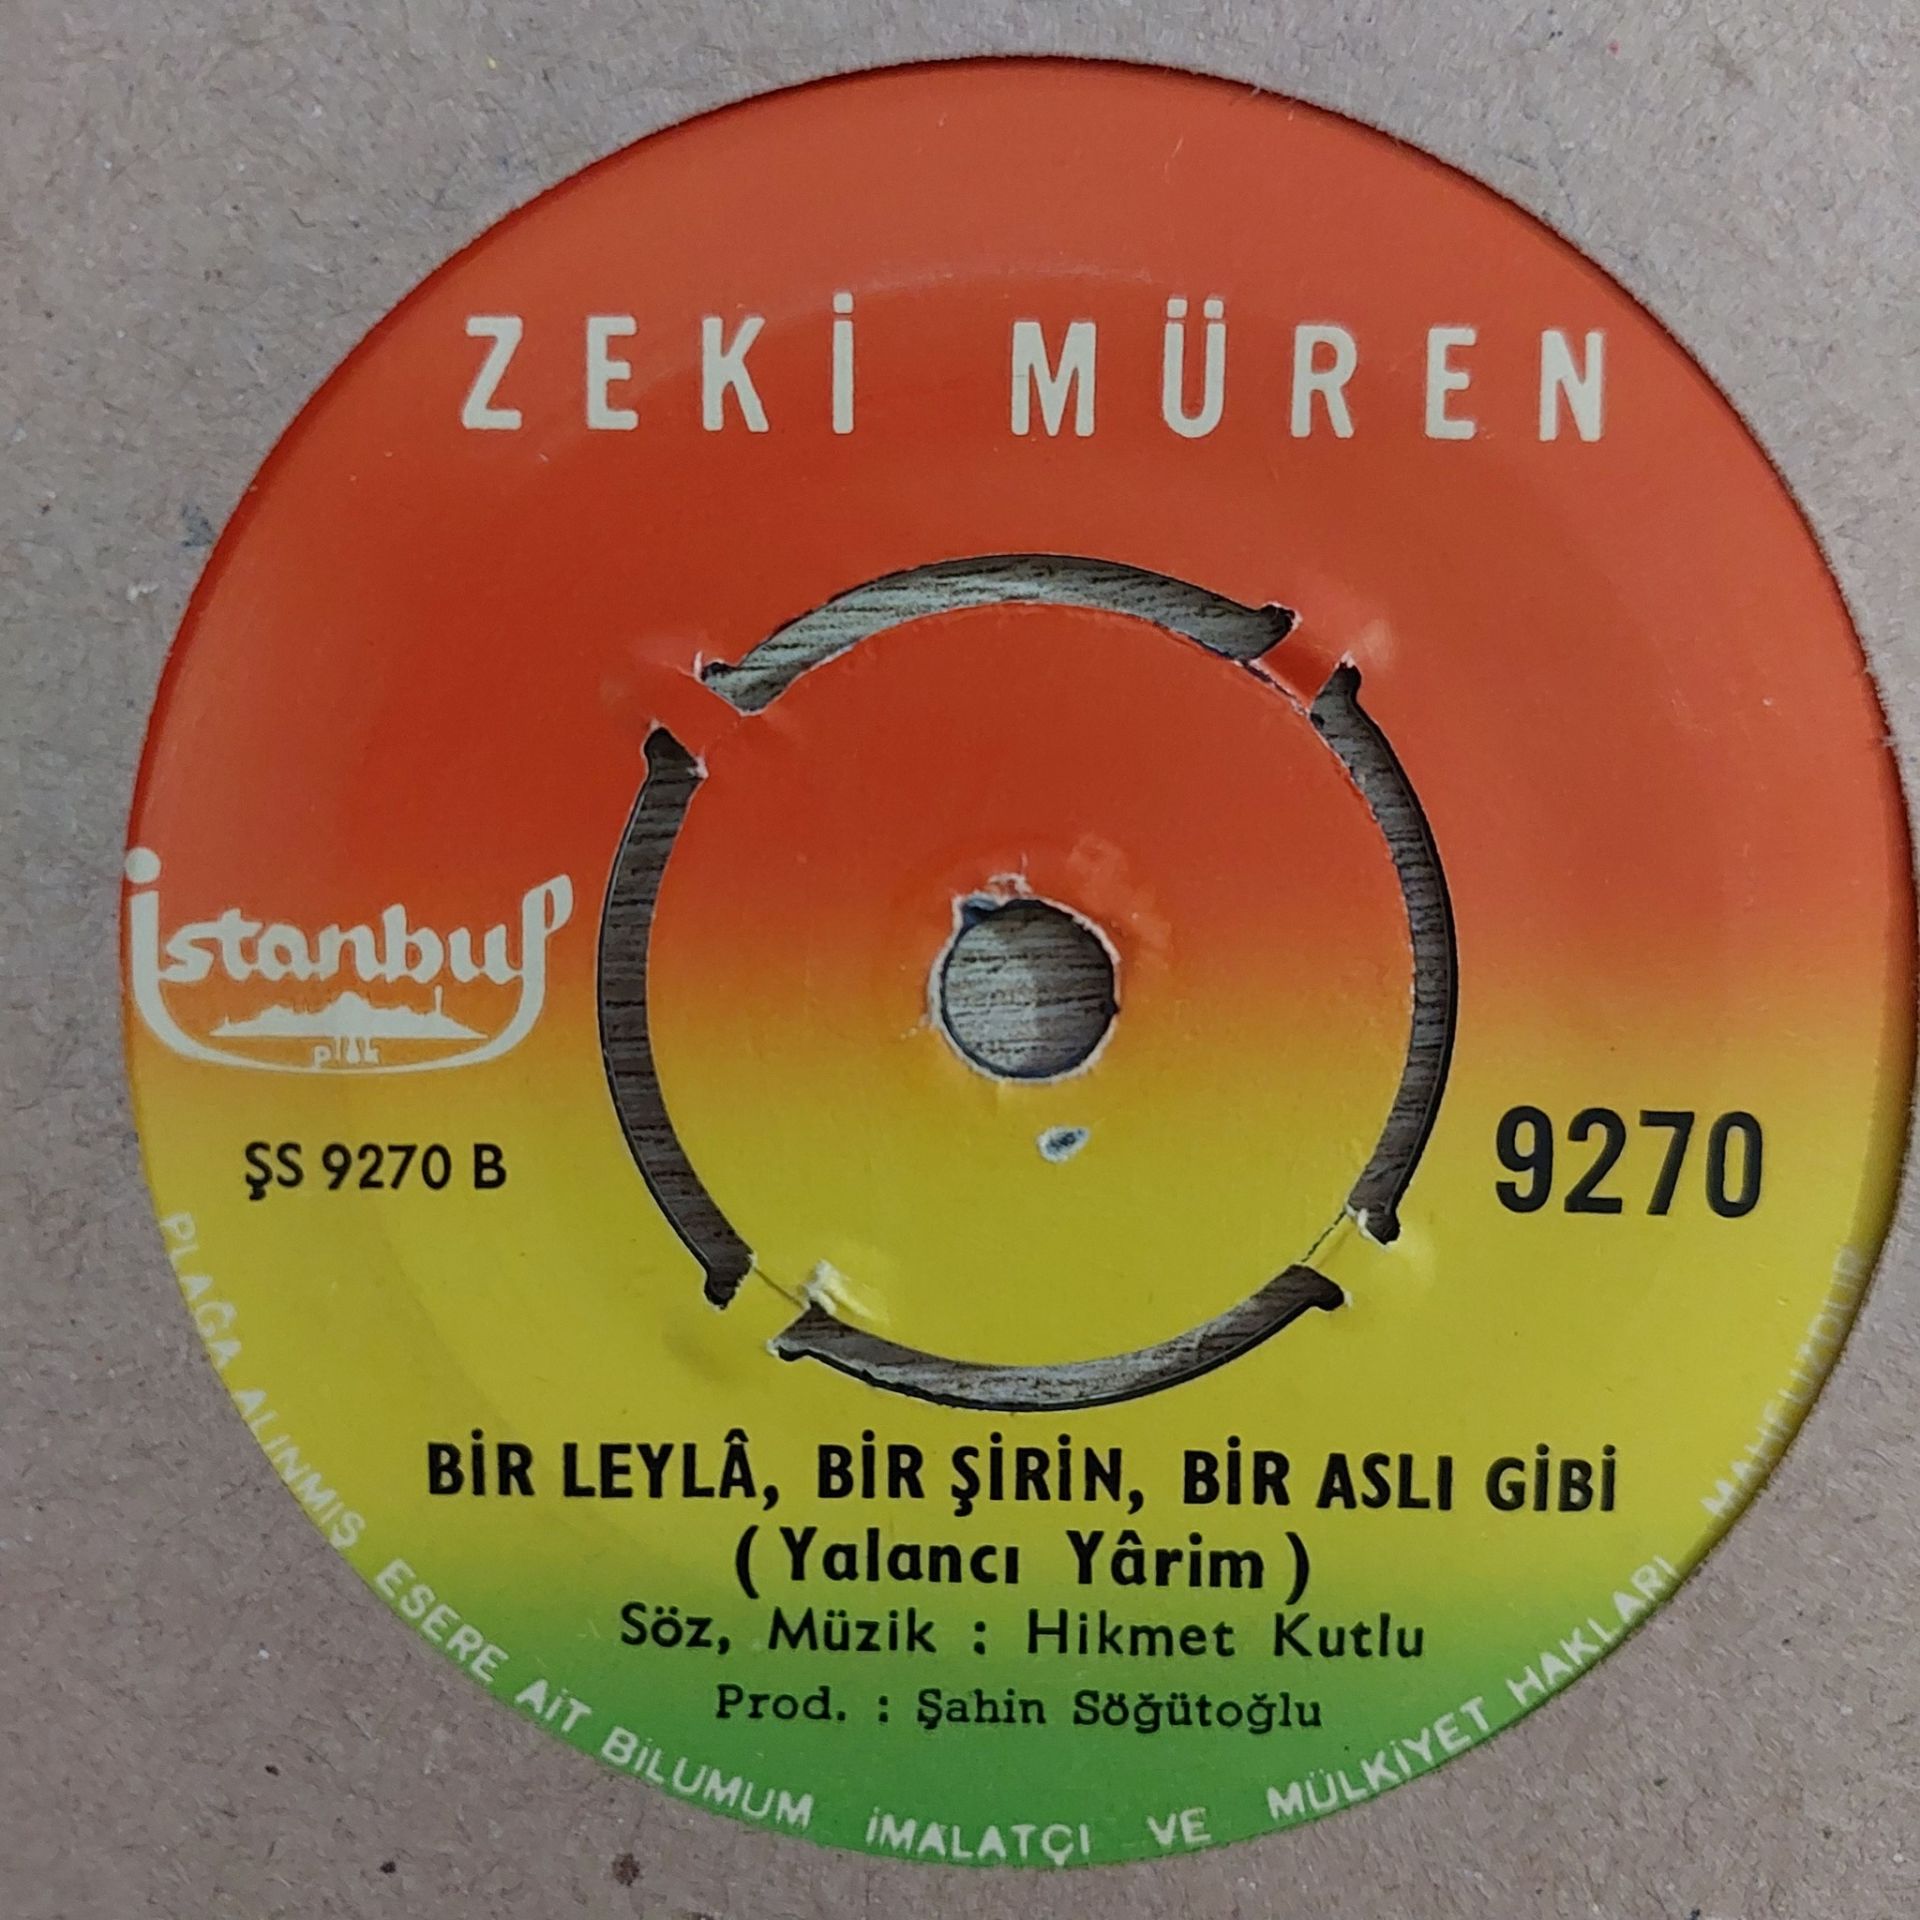 ZEKİ MÜREN
İstanbul
plak
ŞS 9270 B
9270
BİR LEYLÂ, BİR ŞİRİN, BİR ASLI GİBİ
(Yalancı Yârim)
Söz, Müzik : Hikmet Kutlu
Prod. : Şahin Söğütoğlu
PLAĞA ALINMIŞ ESERE AİT BİLUMUM İMALATÇI VE MÜLKİYET HAKLARI MAHFUZDUR